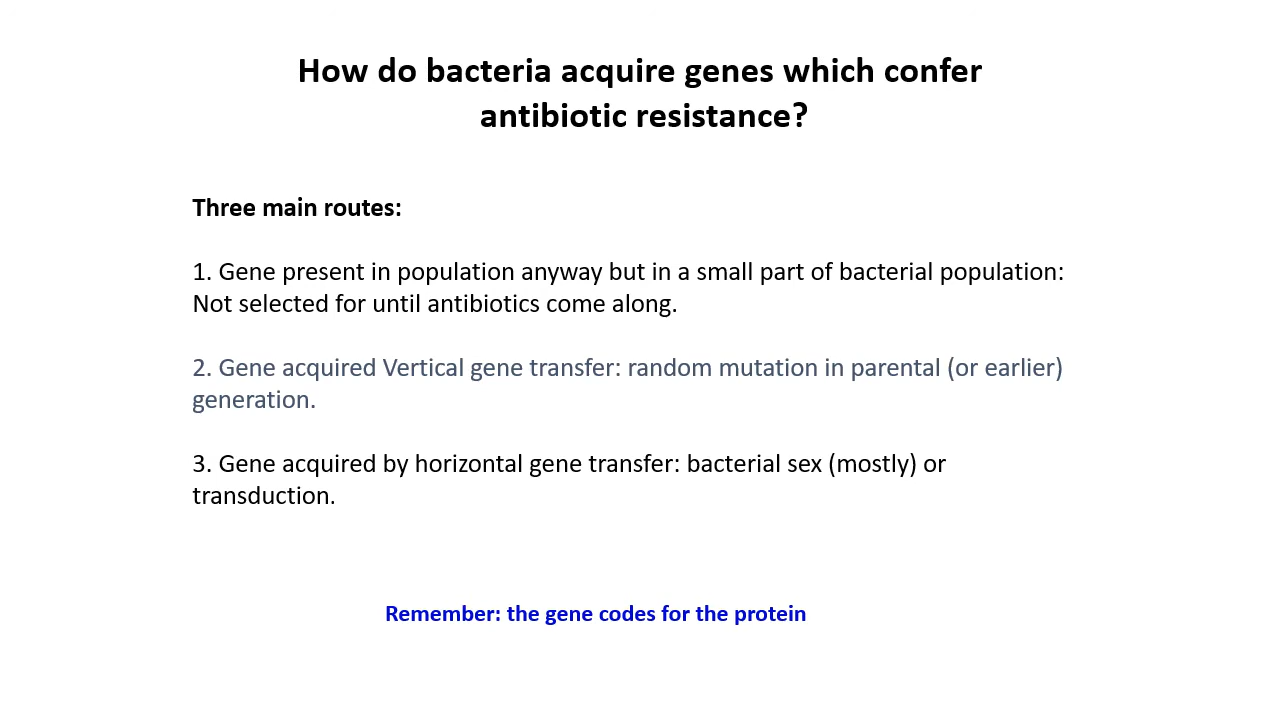 How do bacteria acquire genes which confer
antibiotic resistance?
Three main routes:
1. Gene present in population anyway but in a small part of bacterial population:
Not selected for until antibiotics come along.
2. Gene acquired Vertical gene transfer: random mutation in parental (or earlier)
generation.
3. Gene acquired by horizontal gene transfer: bacterial sex (mostly) or
transduction.
Remember: the gene codes for the protein